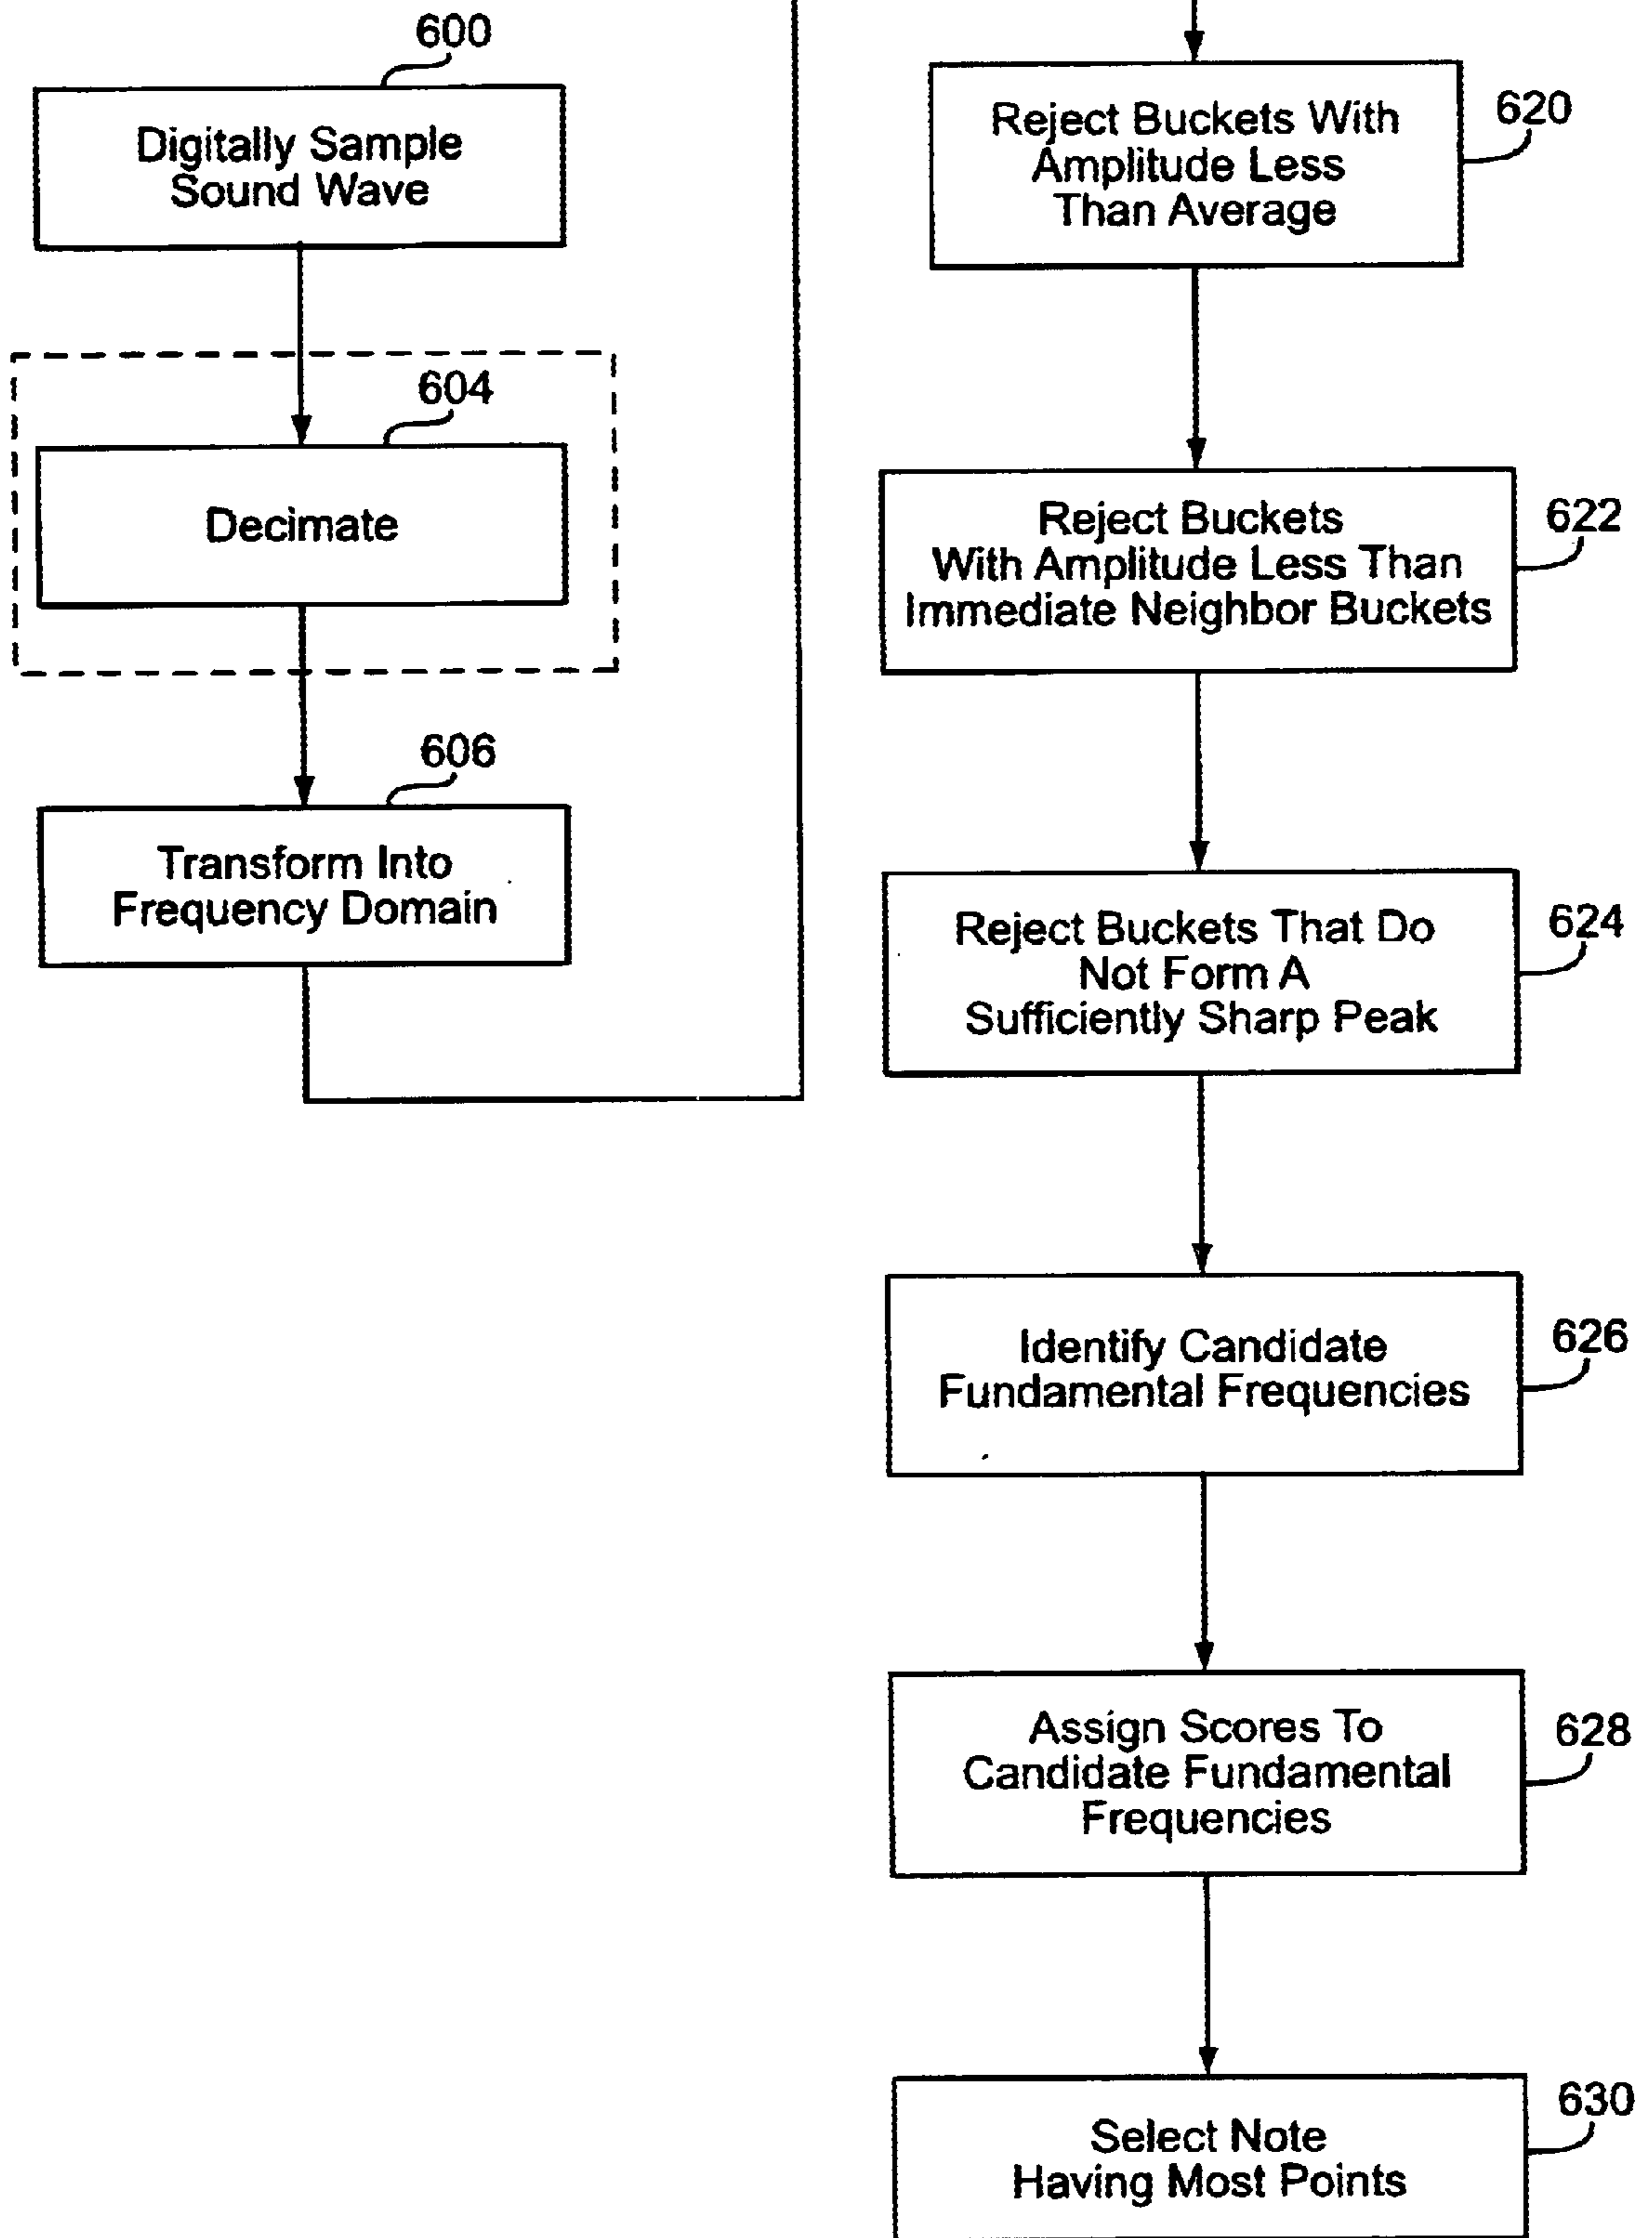 600
Digitally Sample
Sound Wave
604
Decimate
606
Transform Into
Frequency Domain
620
Reject Buckets With
Amplitude Less
Than Average
622
Reject Buckets
With Amplitude Less Than
Immediate Neighbor Buckets
624
Reject Buckets That Do
Not Form A
Sufficiently Sharp Peak
626
Identify Candidate
Fundamental Frequencies
628
Assign Scores To
Candidate Fundamental
Frequencies
630
Select Note
Having Most Points